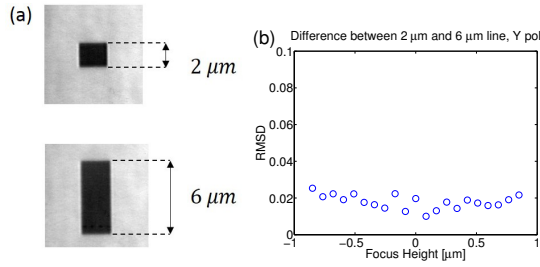 (a)
2 μm
6 μm
(b)
Difference between 2 μm and 6 μm line, Y pol
RMSD
0.1
0.08
0.06
0.04
0.02
0
−1
−0.5
0
0.5
1
Focus Height [μm]